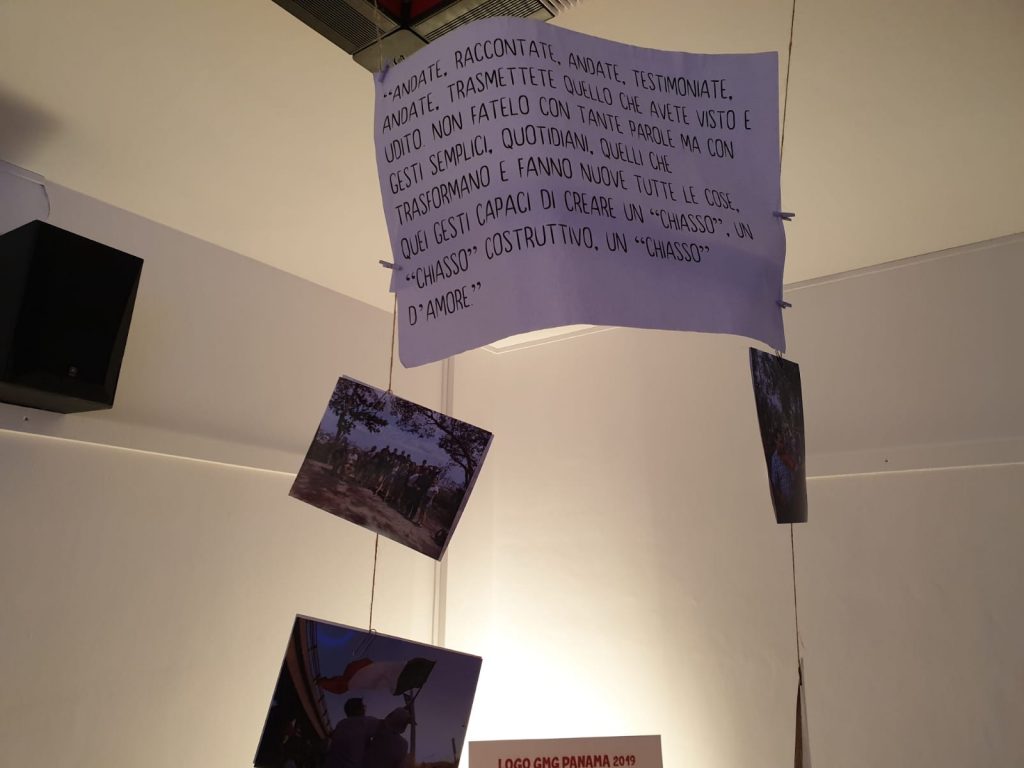 “ANDATE, RACCONTATE, ANDATE, TESTIMONIATE,
ANDATE, TRASMETTETE QUELLO CHE AVETE VISTO E
UDITO. NON FATELO CON TANTE PAROLE MA CON
GESTI SEMPLICI, QUOTIDIANI, QUELLI CHE
TRASFORMANO E FANNO NUOVE TUTTE LE COSE,
QUEI GESTI CAPACI DI CREARE UN “CHIASSO”, UN
“CHIASSO” COSTRUTTIVO, UN “CHIASSO”
D’AMORE.”
LOGO GMG PANAMA 2019